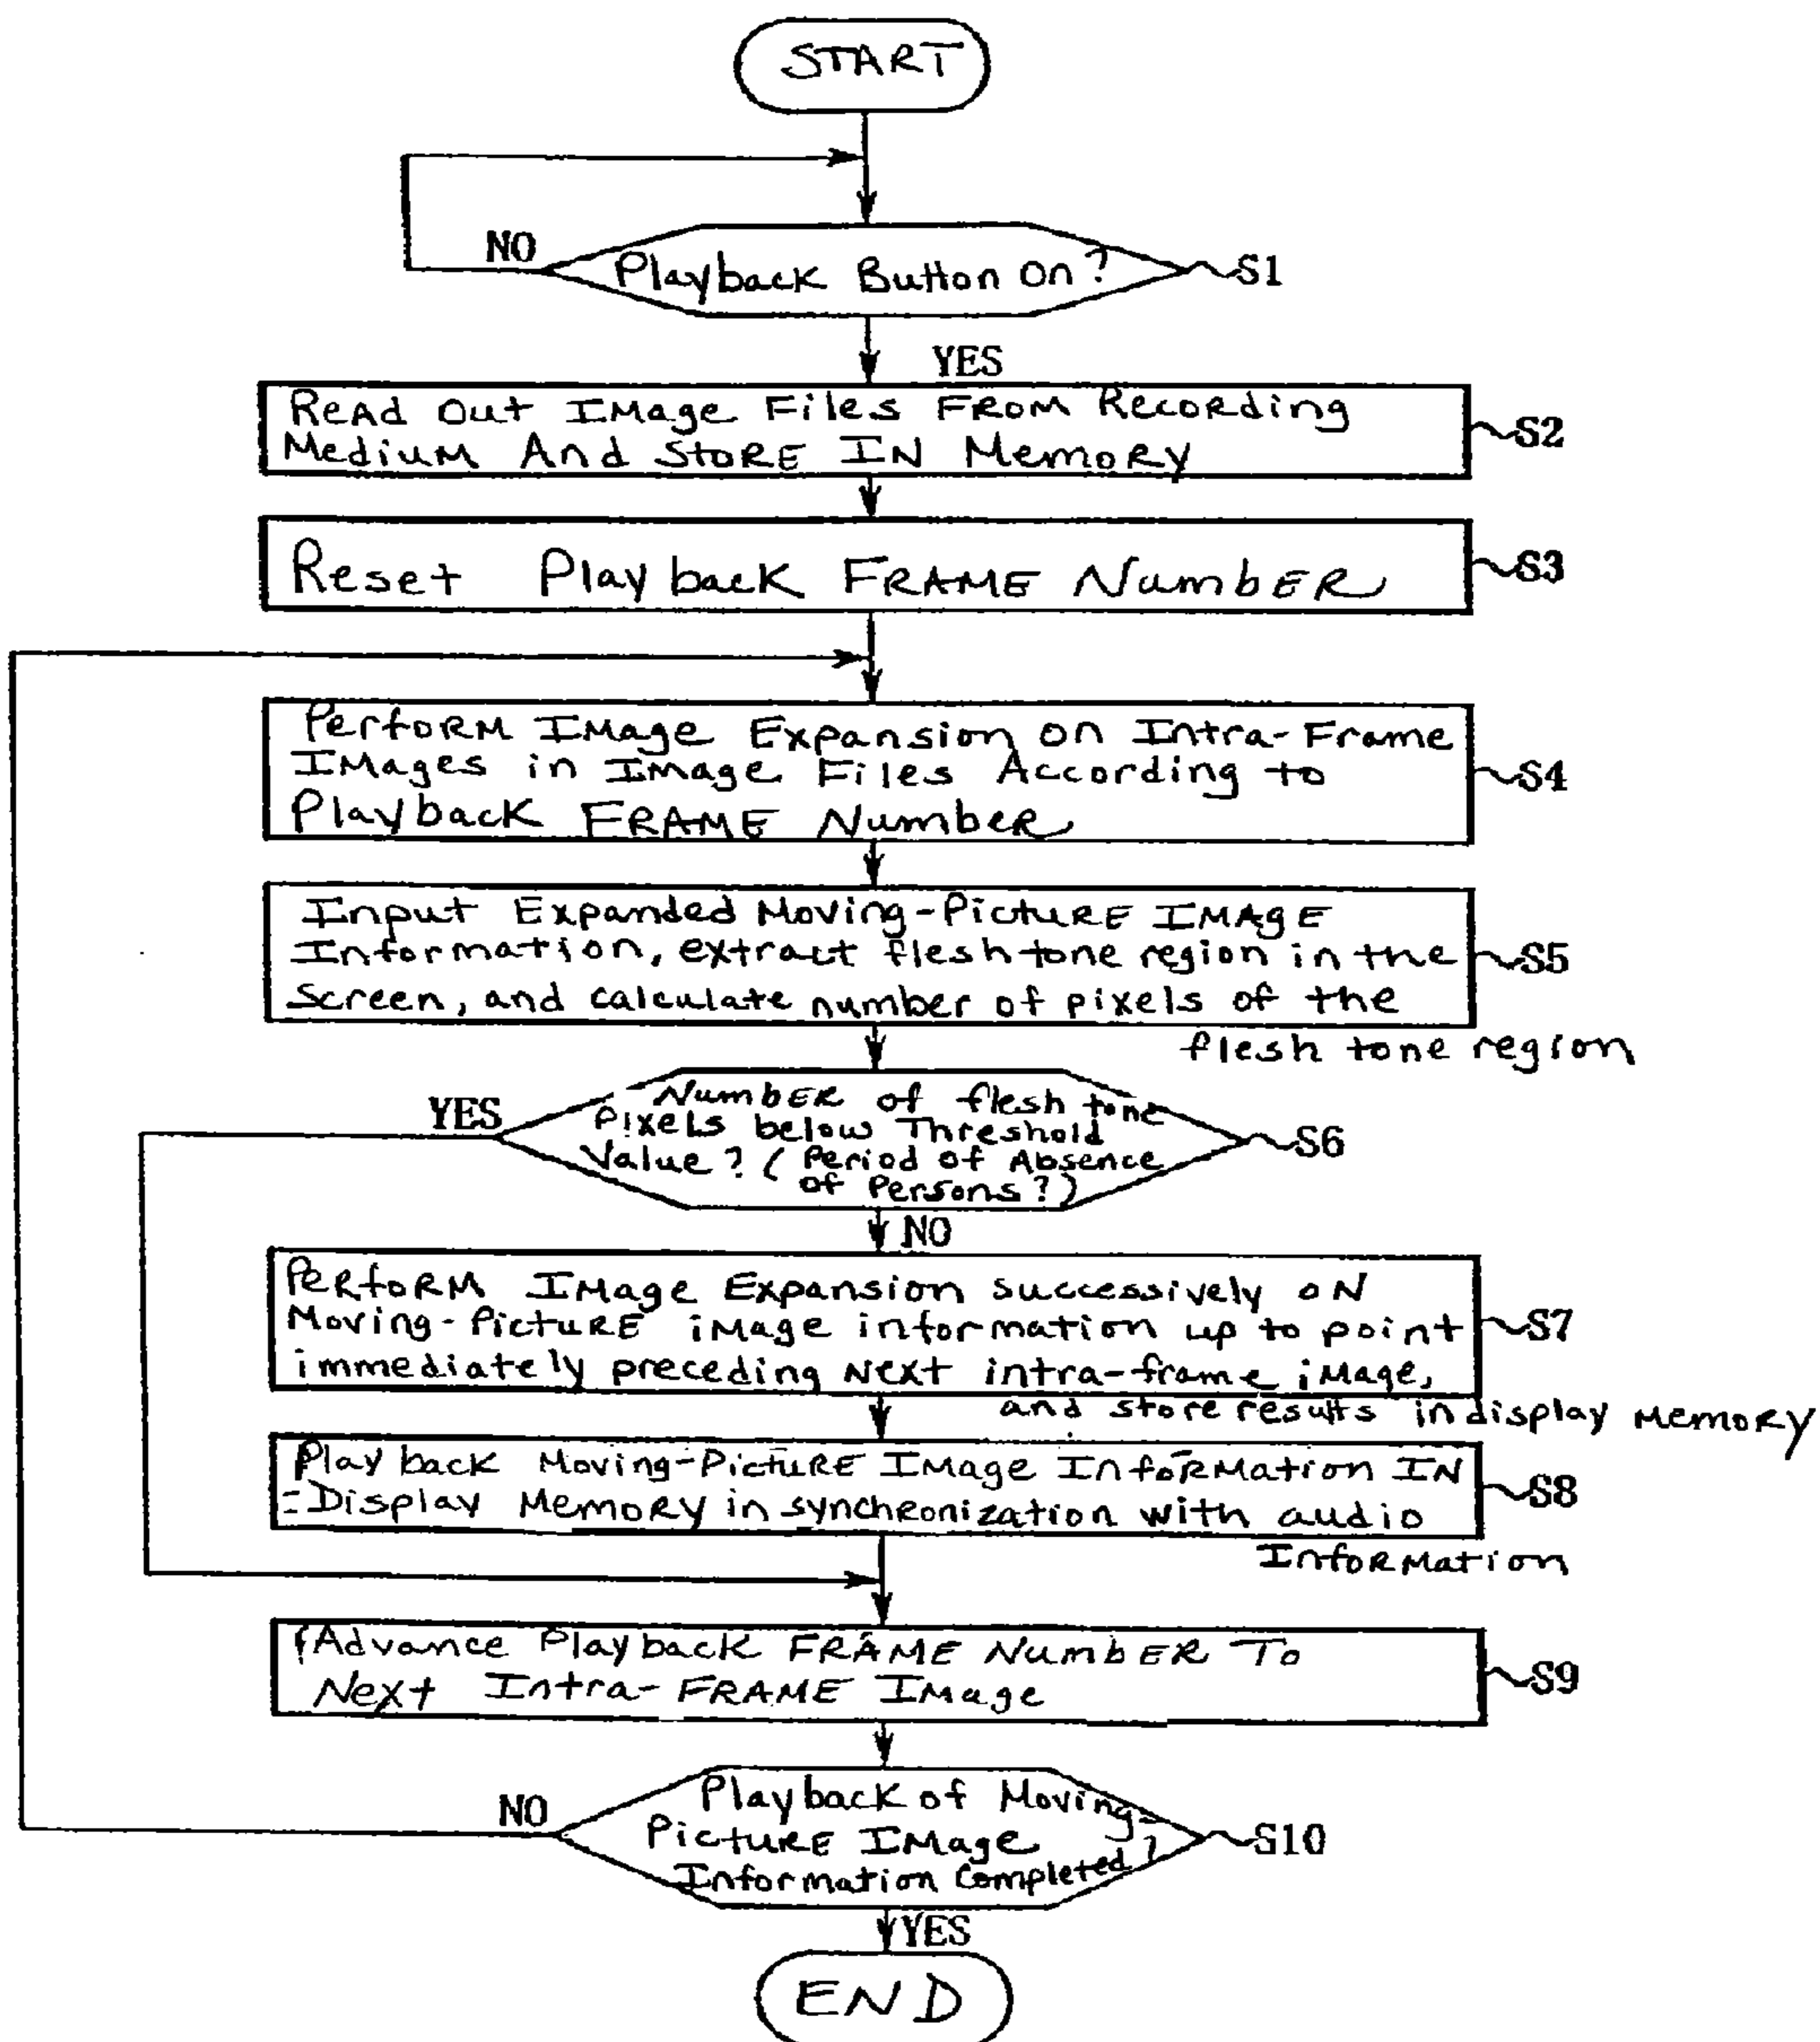 START
NO
Playback Button On?
S1
YES
Read Out Image Files From Recording
Medium And Store In Memory
S2
Reset Playback Frame Number
S3
Perform Image Expansion on Intra-Frame
Images in Image Files According to
Playback Frame Number
S4
Input Expanded Moving-Picture Image
Information, extract flesh tone region in the
Screen, and calculate number of pixels of the
flesh tone region
S5
YES
Number of flesh tone
Pixels below Threshold
Value? (Period of Absence
of Persons?)
S6
NO
Perform Image Expansion successively on
Moving-Picture image information up to point
immediately preceding Next intra-frame image,
and store results in display memory
S7
Playback Moving-Picture Image Information In
Display Memory in synchronization with audio
Information
S8
Advance Playback Frame Number To
Next Intra-Frame Image
S9
NO
Playback of Moving-
Picture Image
Information Completed?
S10
YES
END